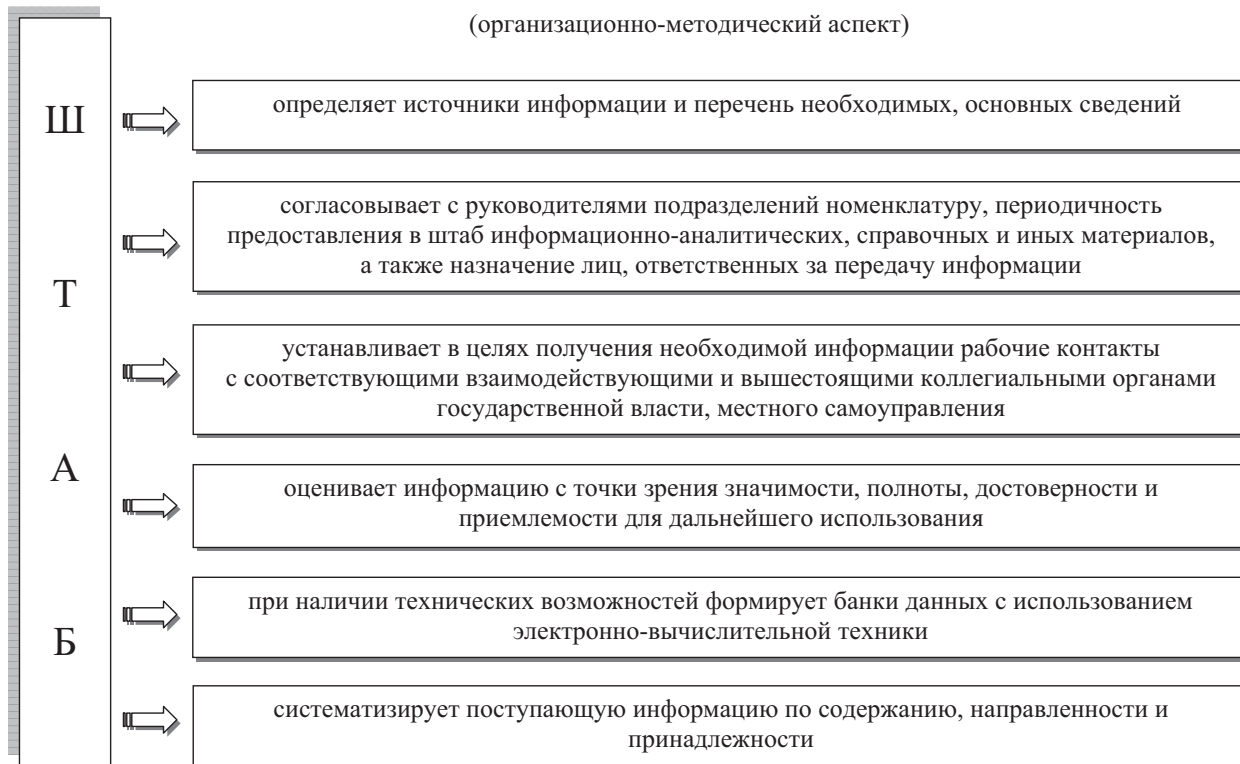 (организационно-методический аспект)
Ш
Т
А
Б
определяет источники информации и перечень необходимых, основных сведений
согласовывает с руководителями подразделений номенклатуру, периодичность
предоставления в штаб информационно-аналитических, справочных и иных материалов,
а также назначение лиц, ответственных за передачу информации
устанавливает в целях получения необходимой информации рабочие контакты
с соответствующими взаимодействующими и вышестоящими коллегиальными органами
государственной власти, местного самоуправления
оценивает информацию с точки зрения значимости, полноты, достоверности и
приемлемости для дальнейшего использования
при наличии технических возможностей формирует банки данных с использованием
электронно-вычислительной техники
систематизирует поступающую информацию по содержанию, направленности и
принадлежности